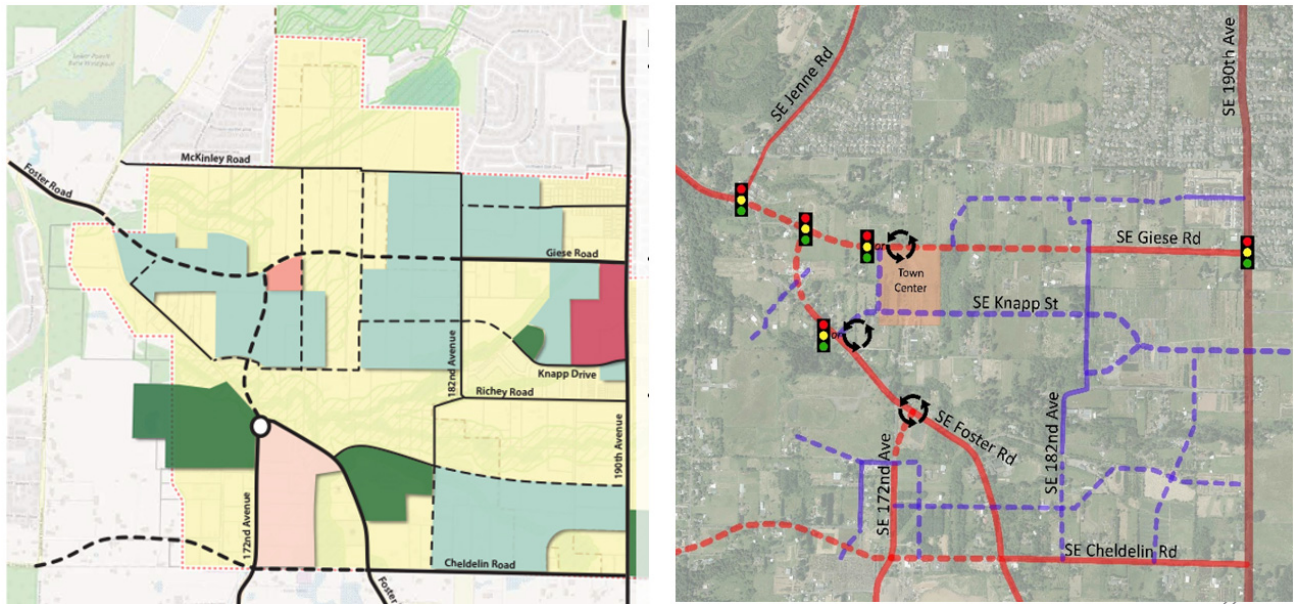 McKinley Road
Foster Road
Giese Road
182nd Avenue
Knapp Drive
Richey Road
190th Avenue
172nd Avenue
Cheldelin Road
Foster
SE Jenne Rd
SE 190th Ave
SE Giese Rd
or
Town
Center
SE Knapp St
or
SE Foster Rd
SE 182nd Ave
SE 172nd Ave
SE Cheldelin Rd